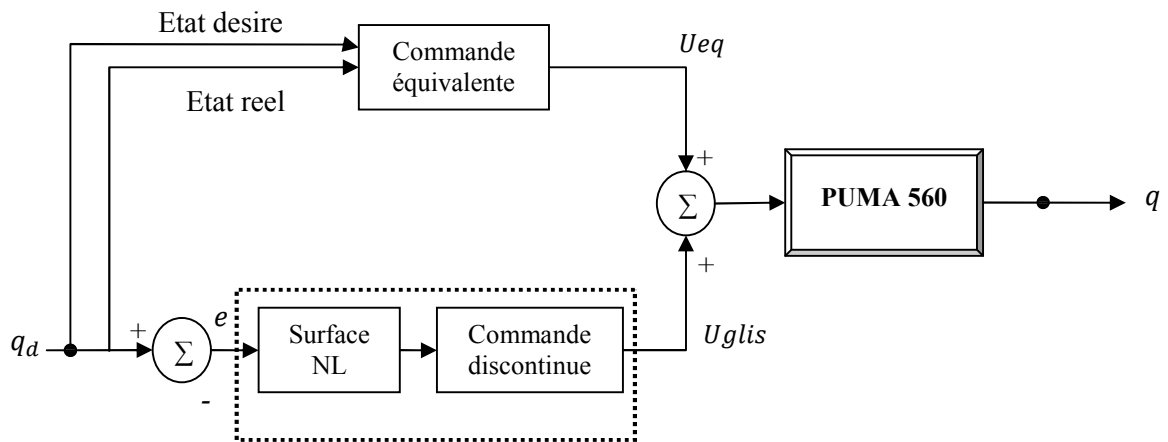 Etat desire
Etat reel
Commande
équivalente
Ueq
+
Σ
+
PUMA 560
q
q_d
+
Σ
-
e
Surface
NL
Commande
discontinue
Uglis